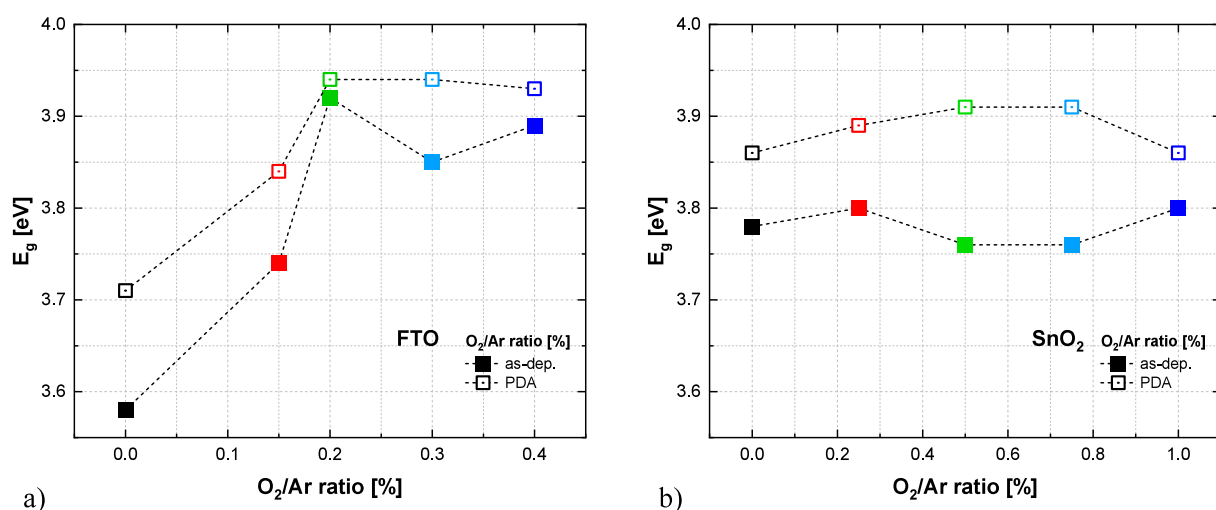 4.0
3.9
3.8
3.7
3.6
E_g [eV]
0.0 0.1 0.2 0.3 0.4
O₂/Ar ratio [%]
FTO
O₂/Ar ratio [%]
as-dep.
PDA
a)
4.0
3.9
3.8
3.7
3.6
E_g [eV]
0.0 0.2 0.4 0.6 0.8 1.0
O₂/Ar ratio [%]
SnO₂
O₂/Ar ratio [%]
as-dep.
PDA
b)